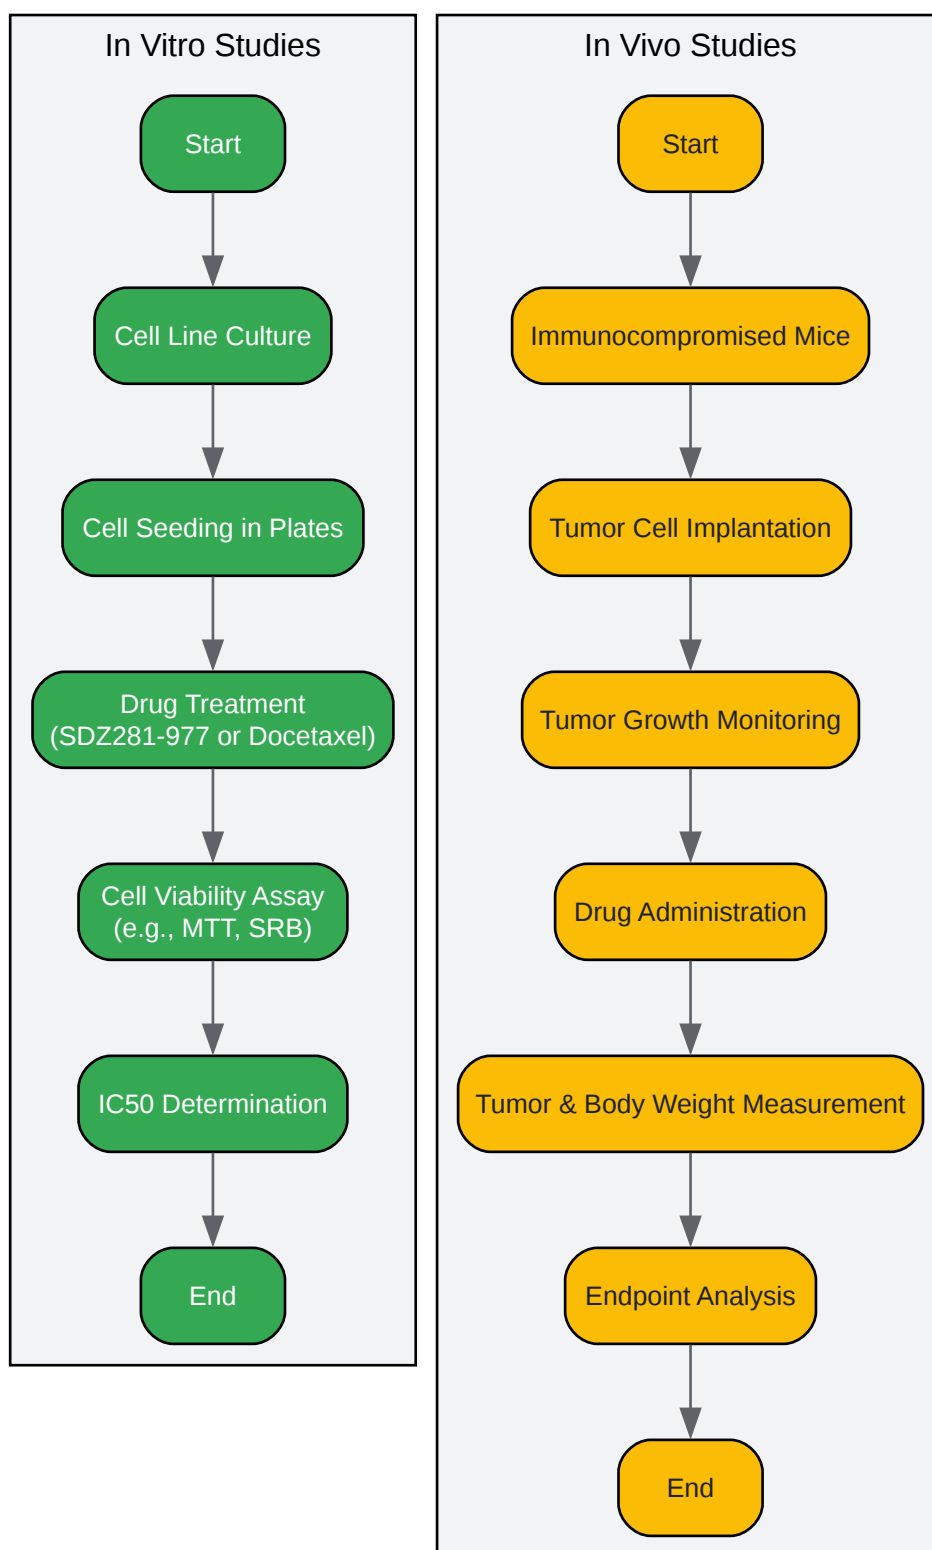 In Vitro Studies
Start
Cell Line Culture
Cell Seeding in Plates
Drug Treatment
(SDZ281-977 or Docetaxel)
Cell Viability Assay
(e.g., MTT, SRB)
IC50 Determination
End
In Vivo Studies
Start
Immunocompromised Mice
Tumor Cell Implantation
Tumor Growth Monitoring
Drug Administration
Tumor & Body Weight Measurement
Endpoint Analysis
End